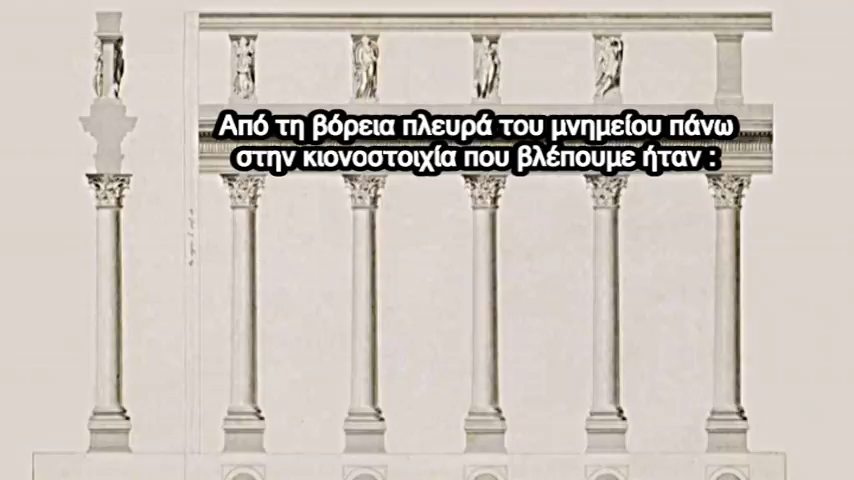 Από τη βόρεια πλευρά του μνημείου πάνω
στην κιονοστοιχία που βλέπουμε ήταν :